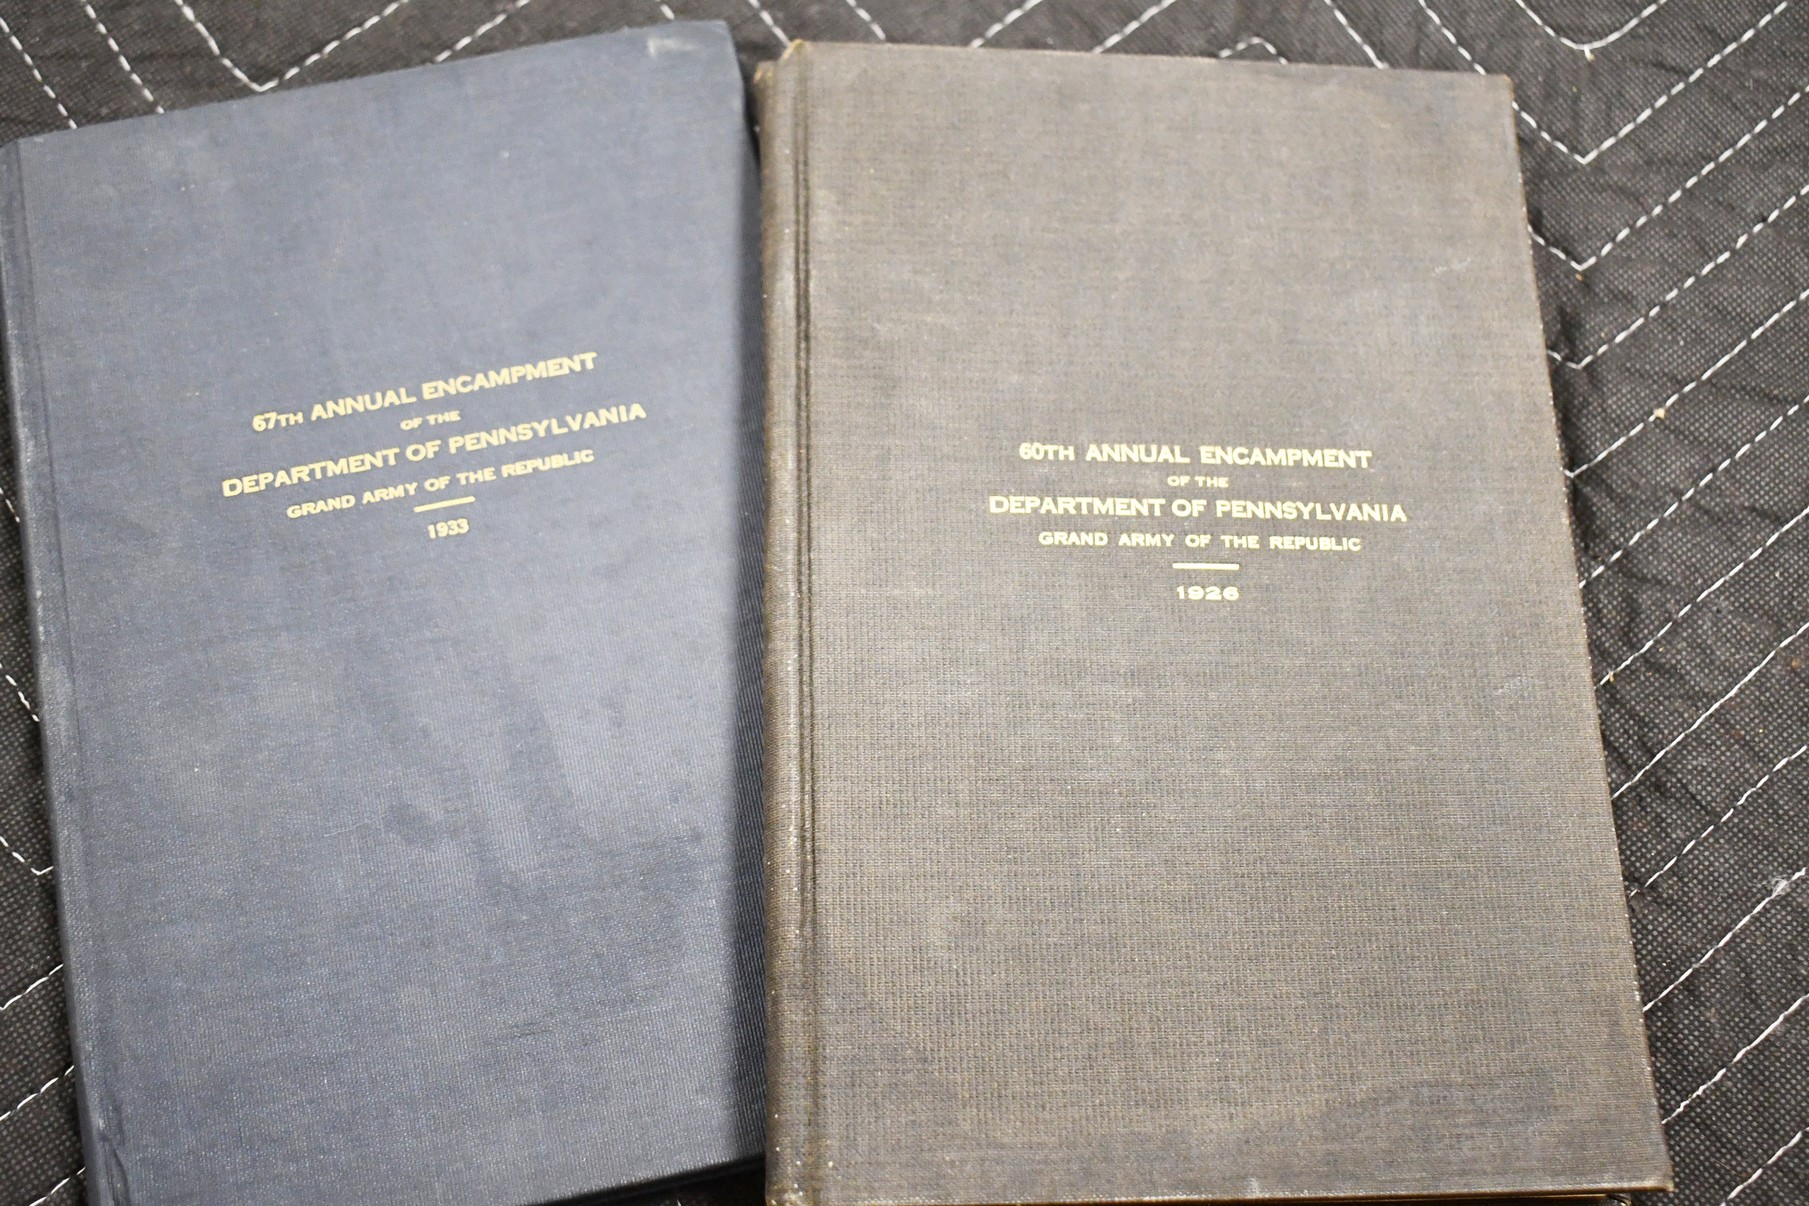 67TH ANNUAL ENCAMPMENT
OF THE
DEPARTMENT OF PENNSYLVANIA
GRAND ARMY OF THE REPUBLIC
1933
60TH ANNUAL ENCAMPMENT
OF THE
DEPARTMENT OF PENNSYLVANIA
GRAND ARMY OF THE REPUBLIC
1926